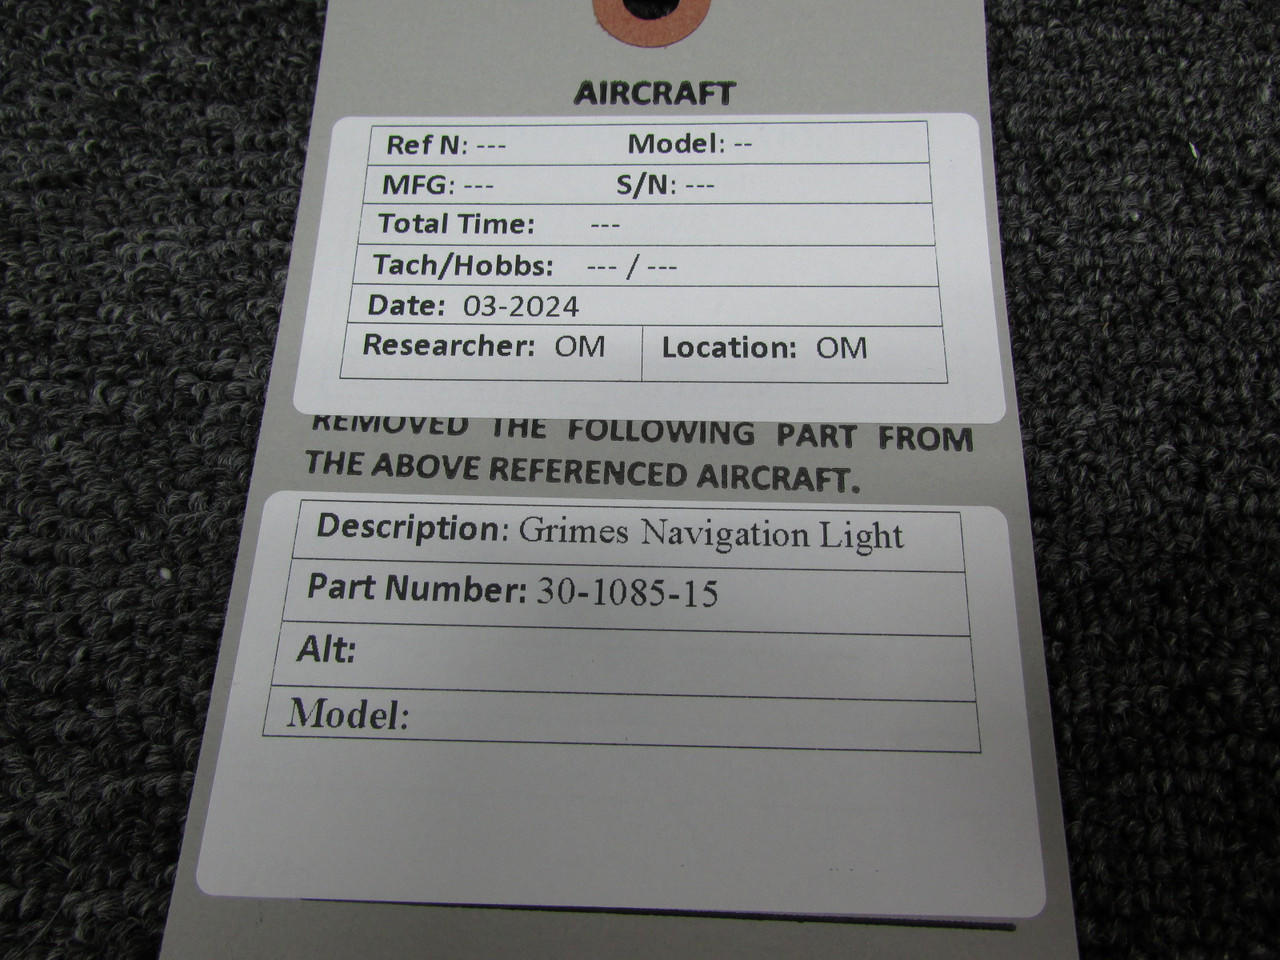 AIRCRAFT
Ref N: --- Model: --
MFG: --- S/N: ---
Total Time: ---
Tach/Hobbs: --- / ---
Date: 03-2024
Researcher: OM Location: OM
REMOVED THE FOLLOWING PART FROM
THE ABOVE REFERENCED AIRCRAFT.
Description: Grimes Navigation Light
Part Number: 30-1085-15
Alt:
Model: